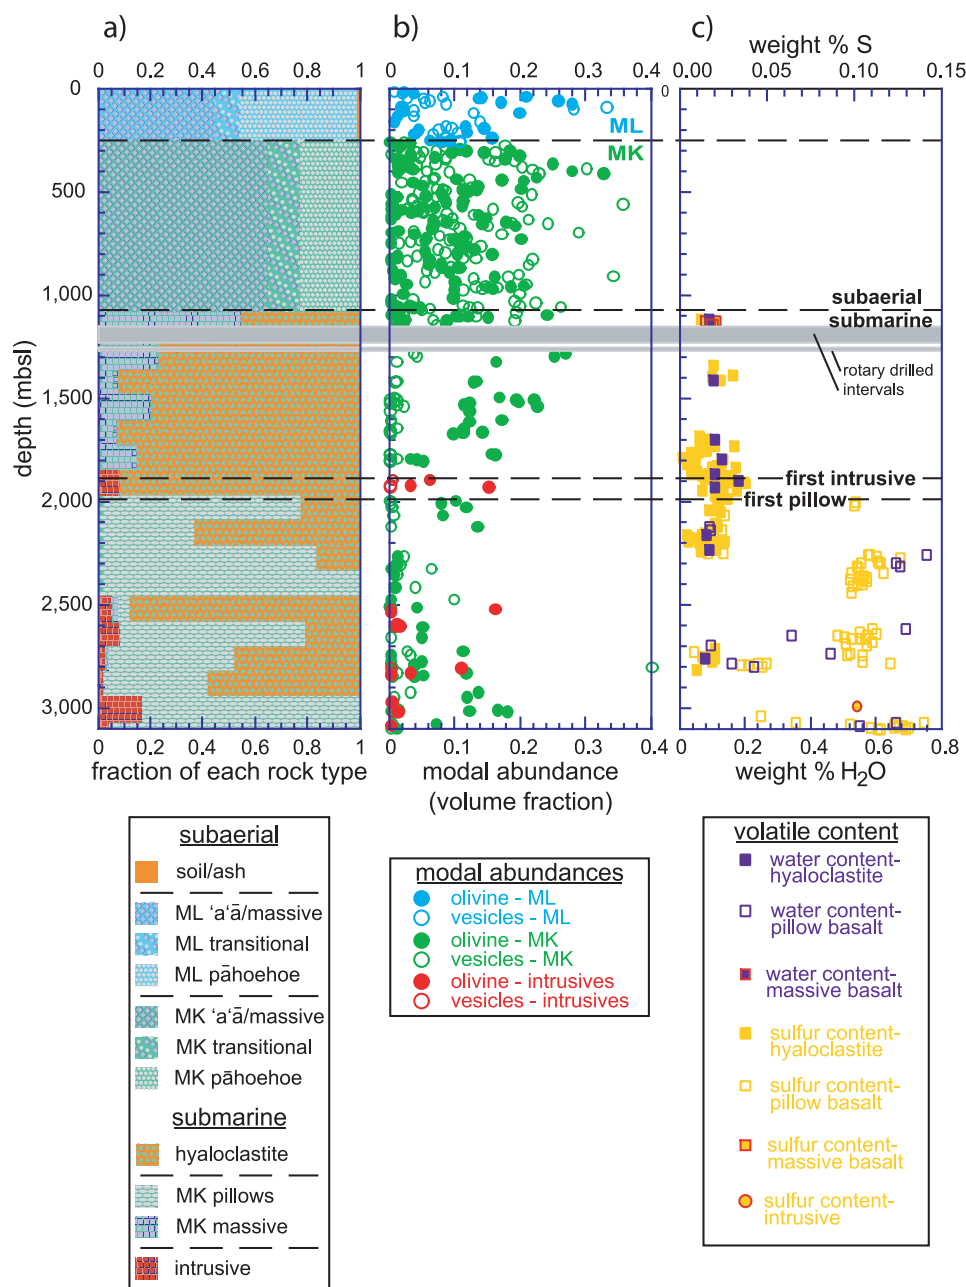 a)
b)
c)
weight % S
0 0.2 0.4 0.6 0.8 1
0 0.1 0.2 0.3 0.4
0.00 0.05 0.10 0.15
0
0
ML
MK
500
1,000
subaerial
submarine
rotary drilled
intervals
depth (mbsl)
1,500
first intrusive
first pillow
2,000
2,500
3,000
0 0.2 0.4 0.6 0.8 1
0 0.1 0.2 0.3 0.4
0 0.2 0.4 0.6 0.8
fraction of each rock type
modal abundance
(volume fraction)
weight % H₂O
subaerial
soil/ash
ML ‘a‘ā/massive
ML transitional
ML pāhoehoe
MK ‘a‘ā/massive
MK transitional
MK pāhoehoe
submarine
hyaloclastite
MK pillows
MK massive
intrusive
modal abundances
olivine - ML
vesicles - ML
olivine - MK
vesicles - MK
olivine - intrusives
vesicles - intrusives
volatile content
water content-
hyaloclastite
water content-
pillow basalt
water content-
massive basalt
sulfur content-
hyaloclastite
sulfur content-
pillow basalt
sulfur content-
massive basalt
sulfur content-
intrusive